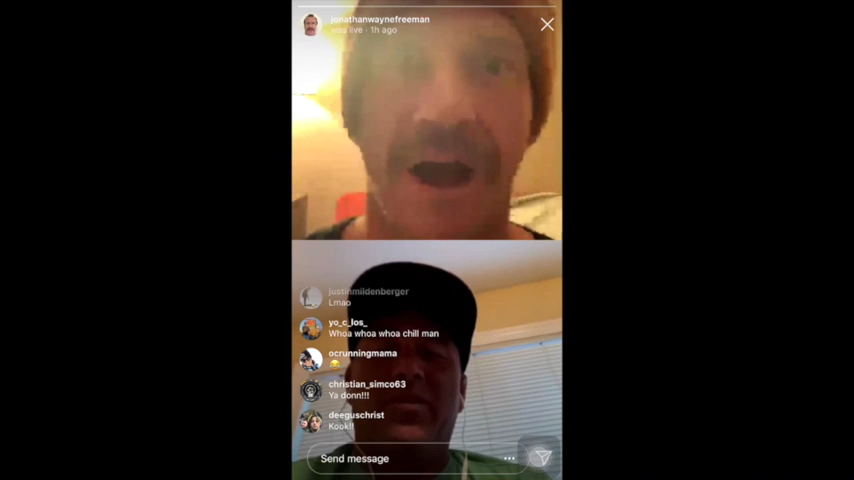 jonathanwaynefreeman
was live · 1h ago
justinmildenberger
Lmao
yo_c_los_
Whoa whoa whoa chill man
ocrunningmama
😂
christian_simco63
Ya donn!!!
deeguschrist
Kook!!
Send message